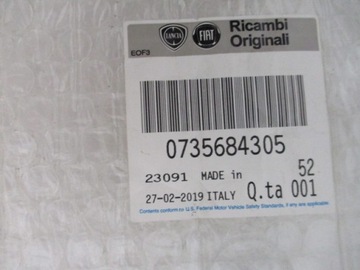 LANCIA FIAT Ricambi
Originali
EOF3
0735684305
23091 MADE in 52
27-02-2019 ITALY Q.ta 001
Contents conform to U.S. Federal Motor Vehicle Safety Standards, if any are applicable